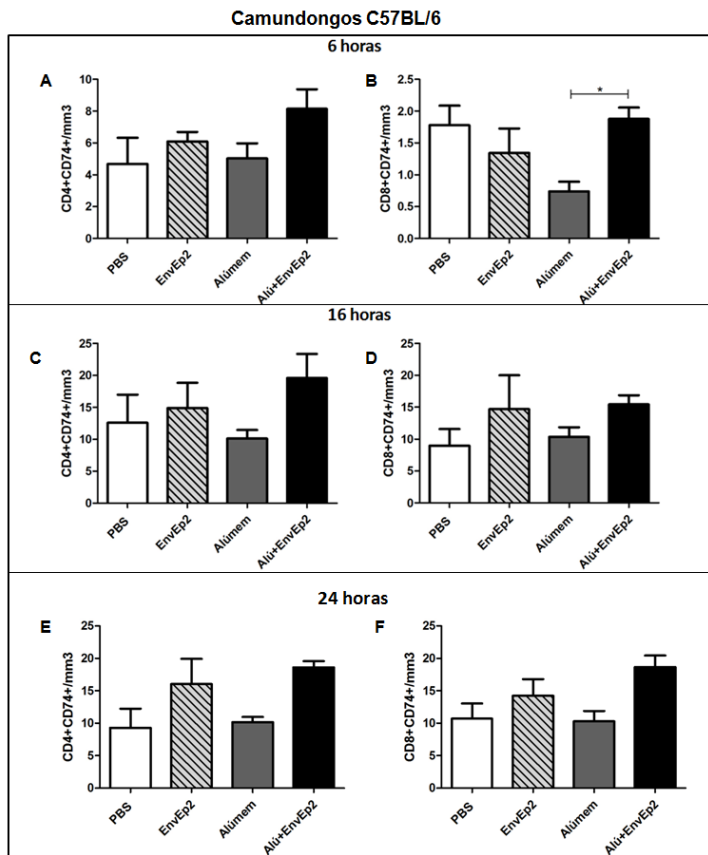 Camundongos C57BL/6
6 horas
A
CD4+CD74+/mm3
10
8
6
4
2
0
PBS
EnvEp2
Alúmem
Alú+EnvEp2
B
CD8+CD74+/mm3
2.5
2.0
1.5
1.0
0.5
0.0
*
PBS
EnvEp2
Alúmem
Alú+EnvEp2
16 horas
C
CD4+CD74+/mm3
25
20
15
10
5
0
PBS
EnvEp2
Alúmem
Alú+EnvEp2
D
CD8+CD74+/mm3
25
20
15
10
5
0
PBS
EnvEp2
Alúmem
Alú+EnvEp2
24 horas
E
CD4+CD74+/mm3
25
20
15
10
5
0
PBS
EnvEp2
Alúmem
Alú+EnvEp2
F
CD8+CD74+/mm3
25
20
15
10
5
0
PBS
EnvEp2
Alúmem
Alú+EnvEp2